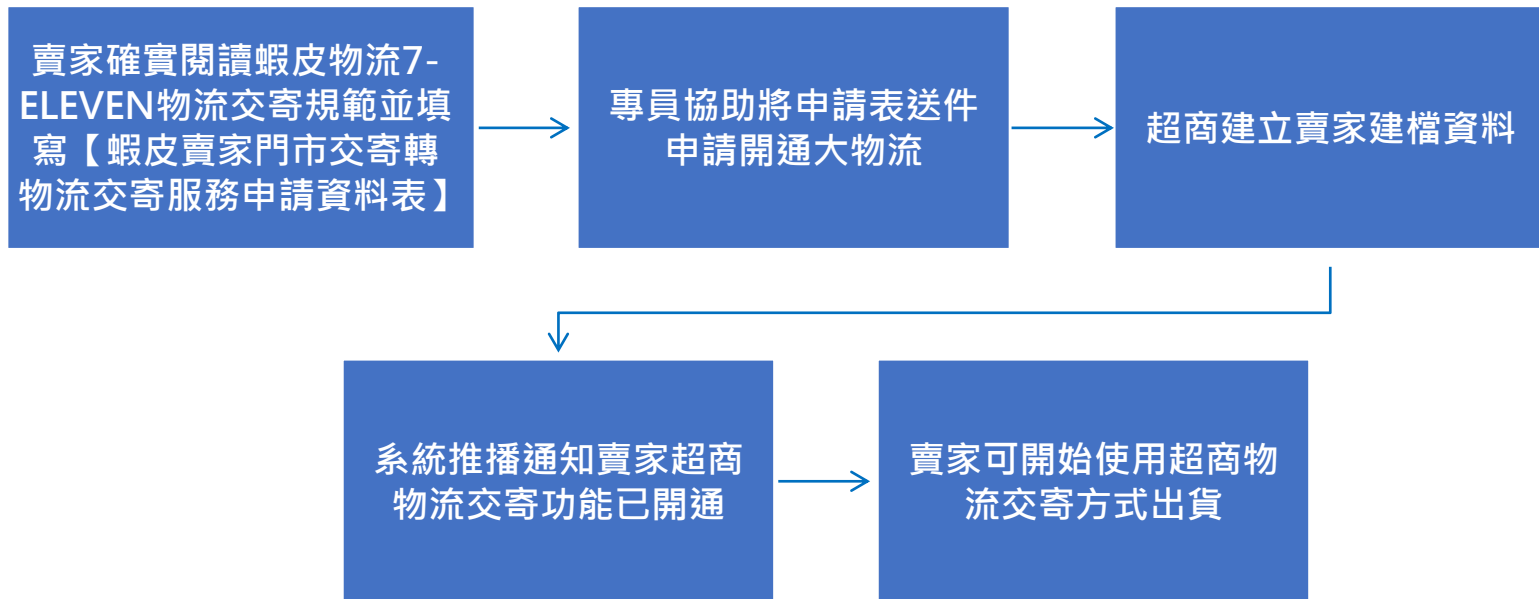 賣家確實閱讀蝦皮物流7-
ELEVEN物流交寄規範並填
寫【蝦皮賣家門市交寄轉
物流交寄服務申請資料表】
專員協助將申請表送件
申請開通大物流
超商建立賣家建檔資料
系統推播通知賣家超商
物流交寄功能已開通
賣家可開始使用超商物
流交寄方式出貨